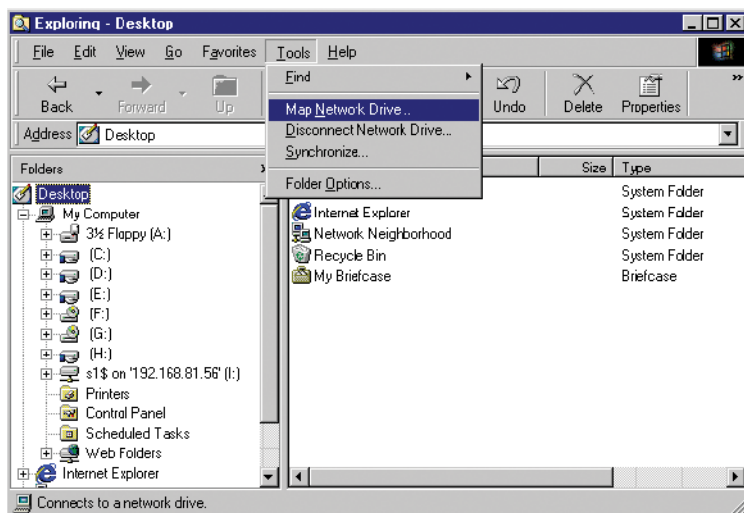 Exploring - Desktop
File Edit View Go Favorites Tools Help
Back Forward Up Undo Delete Properties »
Find
Map Network Drive...
Disconnect Network Drive...
Synchronize...
Folder Options...
Address Desktop
Folders
Size Type
Desktop
My Computer
3½ Floppy (A:)
(C:)
(D:)
(E:)
(F:)
(G:)
(H:)
s1$ on '192.168.81.56' (I:)
Printers
Control Panel
Scheduled Tasks
Web Folders
Internet Explorer
System Folder
Internet Explorer System Folder
Network Neighborhood System Folder
Recycle Bin System Folder
My Briefcase Briefcase
Connects to a network drive.